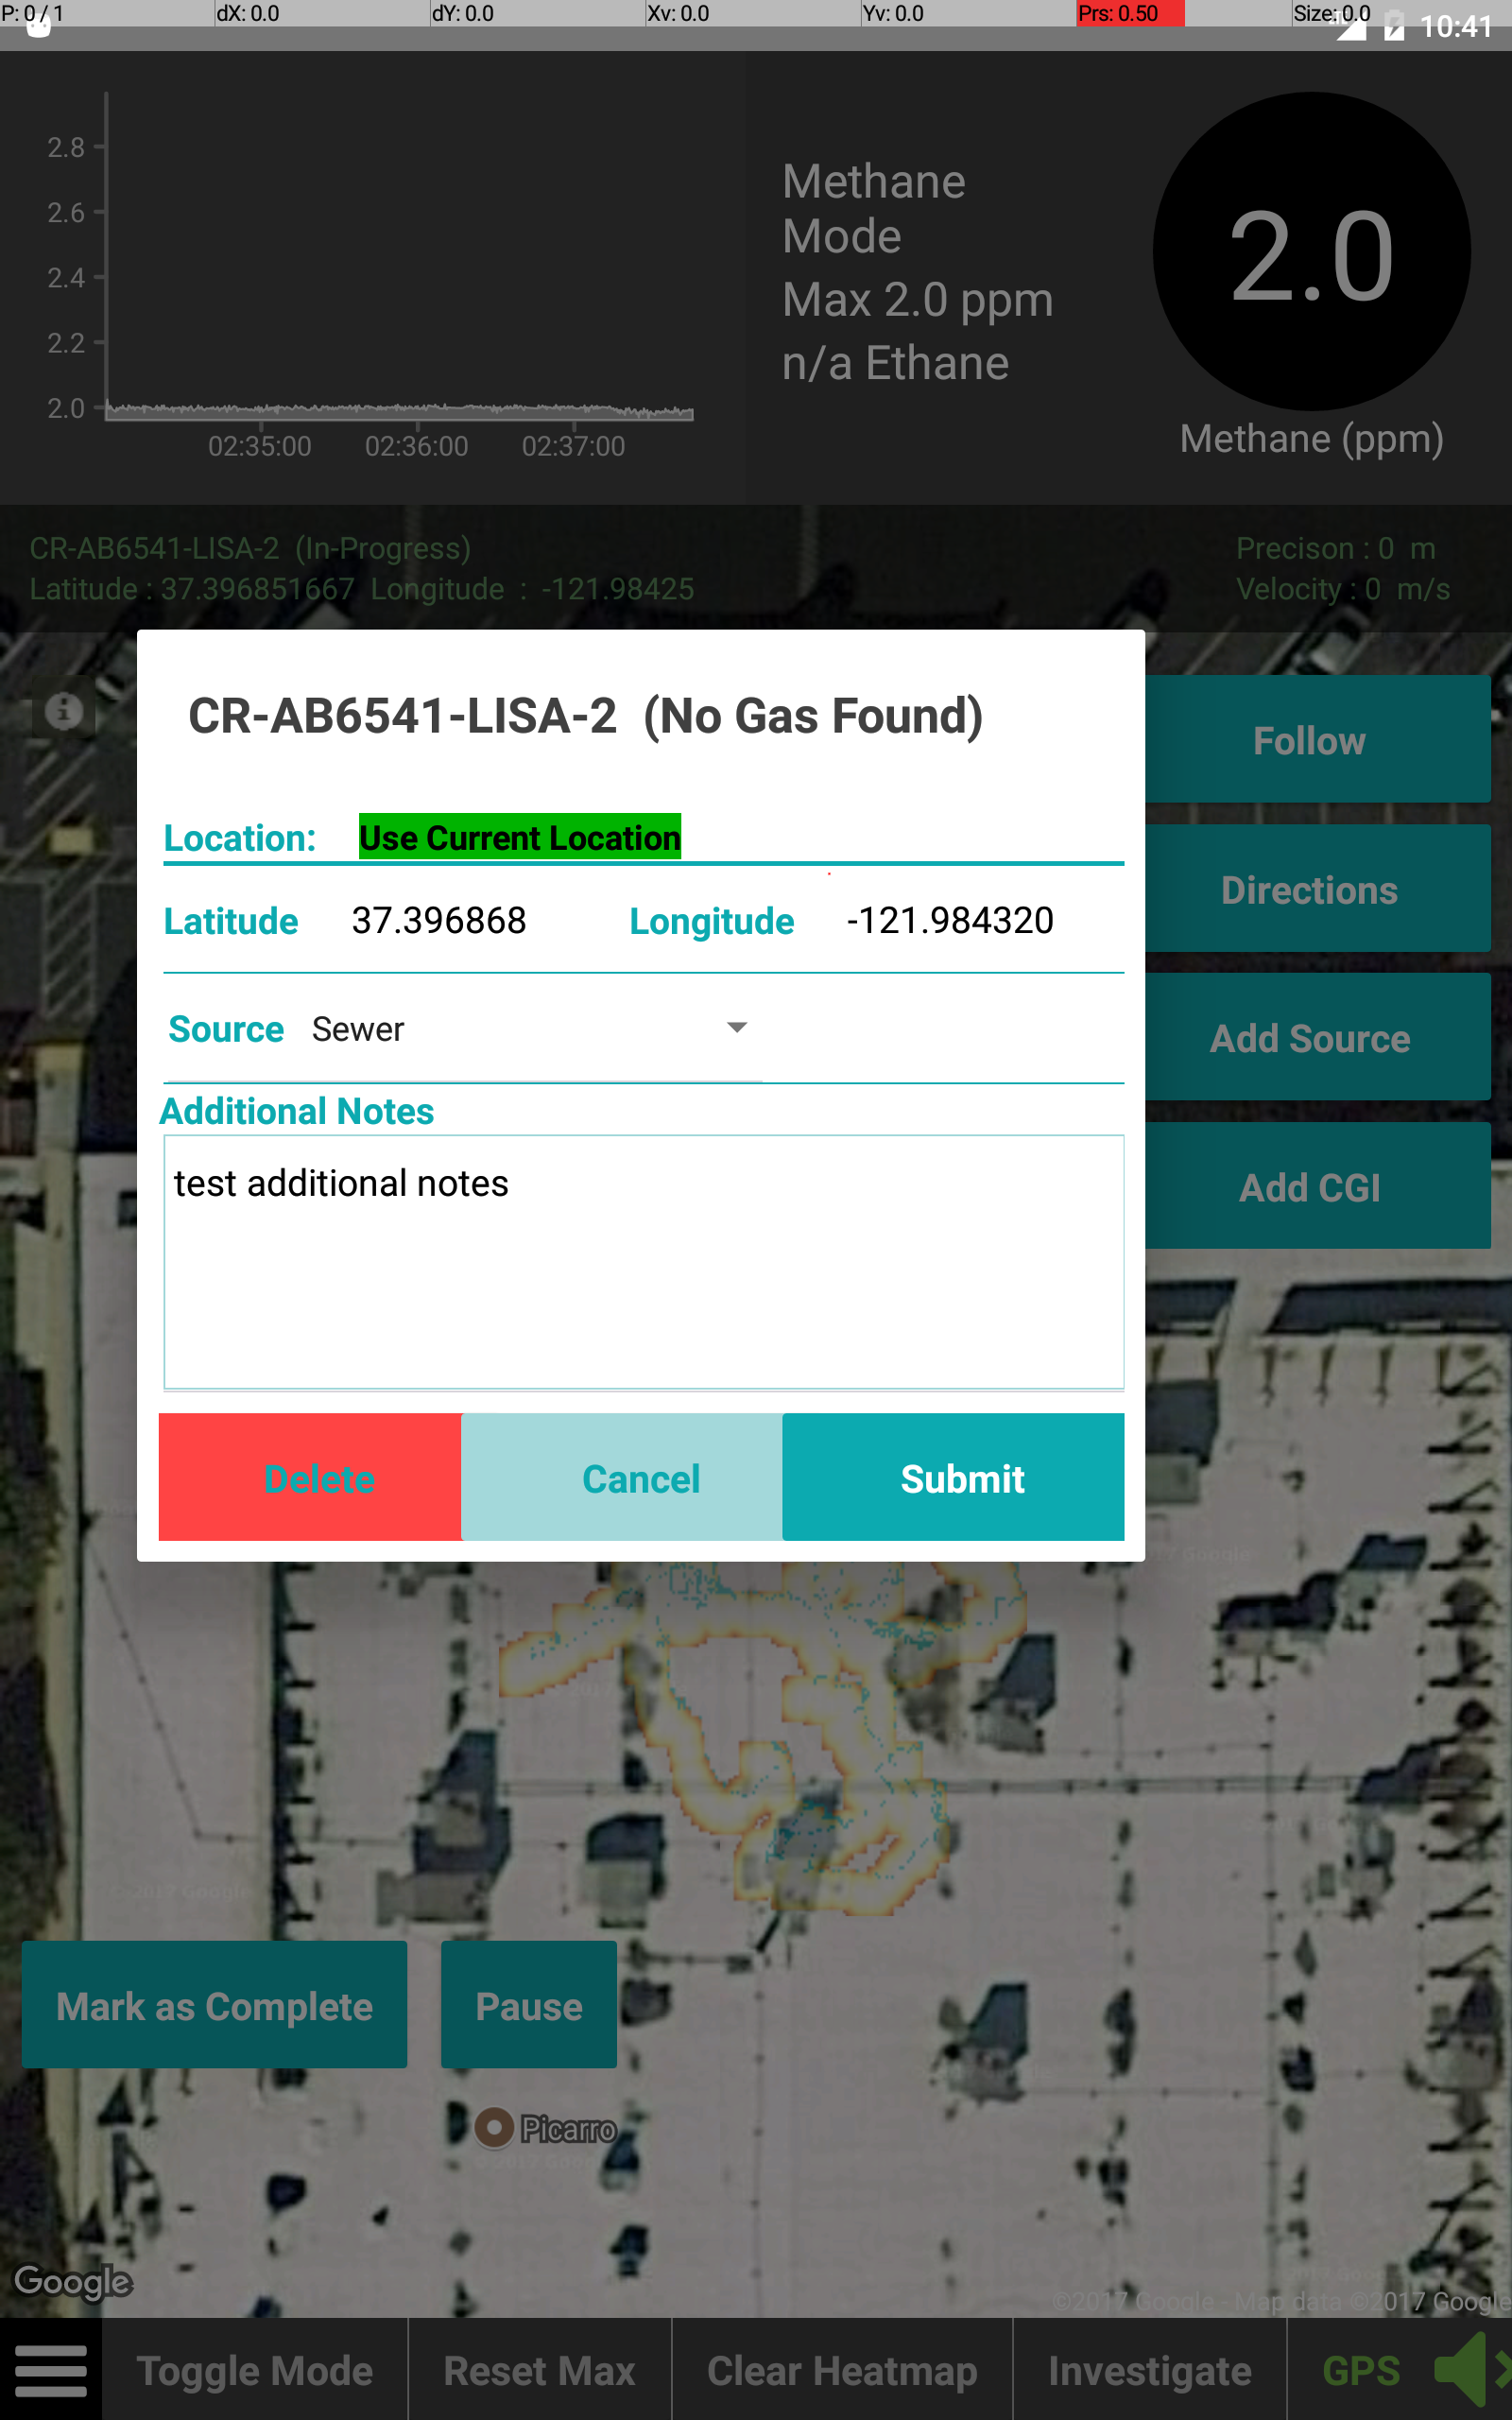 P: 0 / 1 dX: 0.0 dY: 0.0 Xv: 0.0 Yv: 0.0 Prs: 0.50 Size: 0.0
10:41
2.8
2.6
2.4
2.2
2.0
02:35:00 02:36:00 02:37:00
Methane
Mode
Max 2.0 ppm
n/a Ethane
2.0
Methane (ppm)
CR-AB6541-LISA-2 (In-Progress)
Latitude : 37.396851667 Longitude : -121.98425
Precison : 0 m
Velocity : 0 m/s
CR-AB6541-LISA-2 (No Gas Found)
Location: Use Current Location
Latitude 37.396868 Longitude -121.984320
Source Sewer
Additional Notes
test additional notes
Delete Cancel Submit
Follow
Directions
Add Source
Add CGI
Mark as Complete Pause
Picarro
Google
©2017 Google - Map data ©2017 Google
Toggle Mode Reset Max Clear Heatmap Investigate GPS